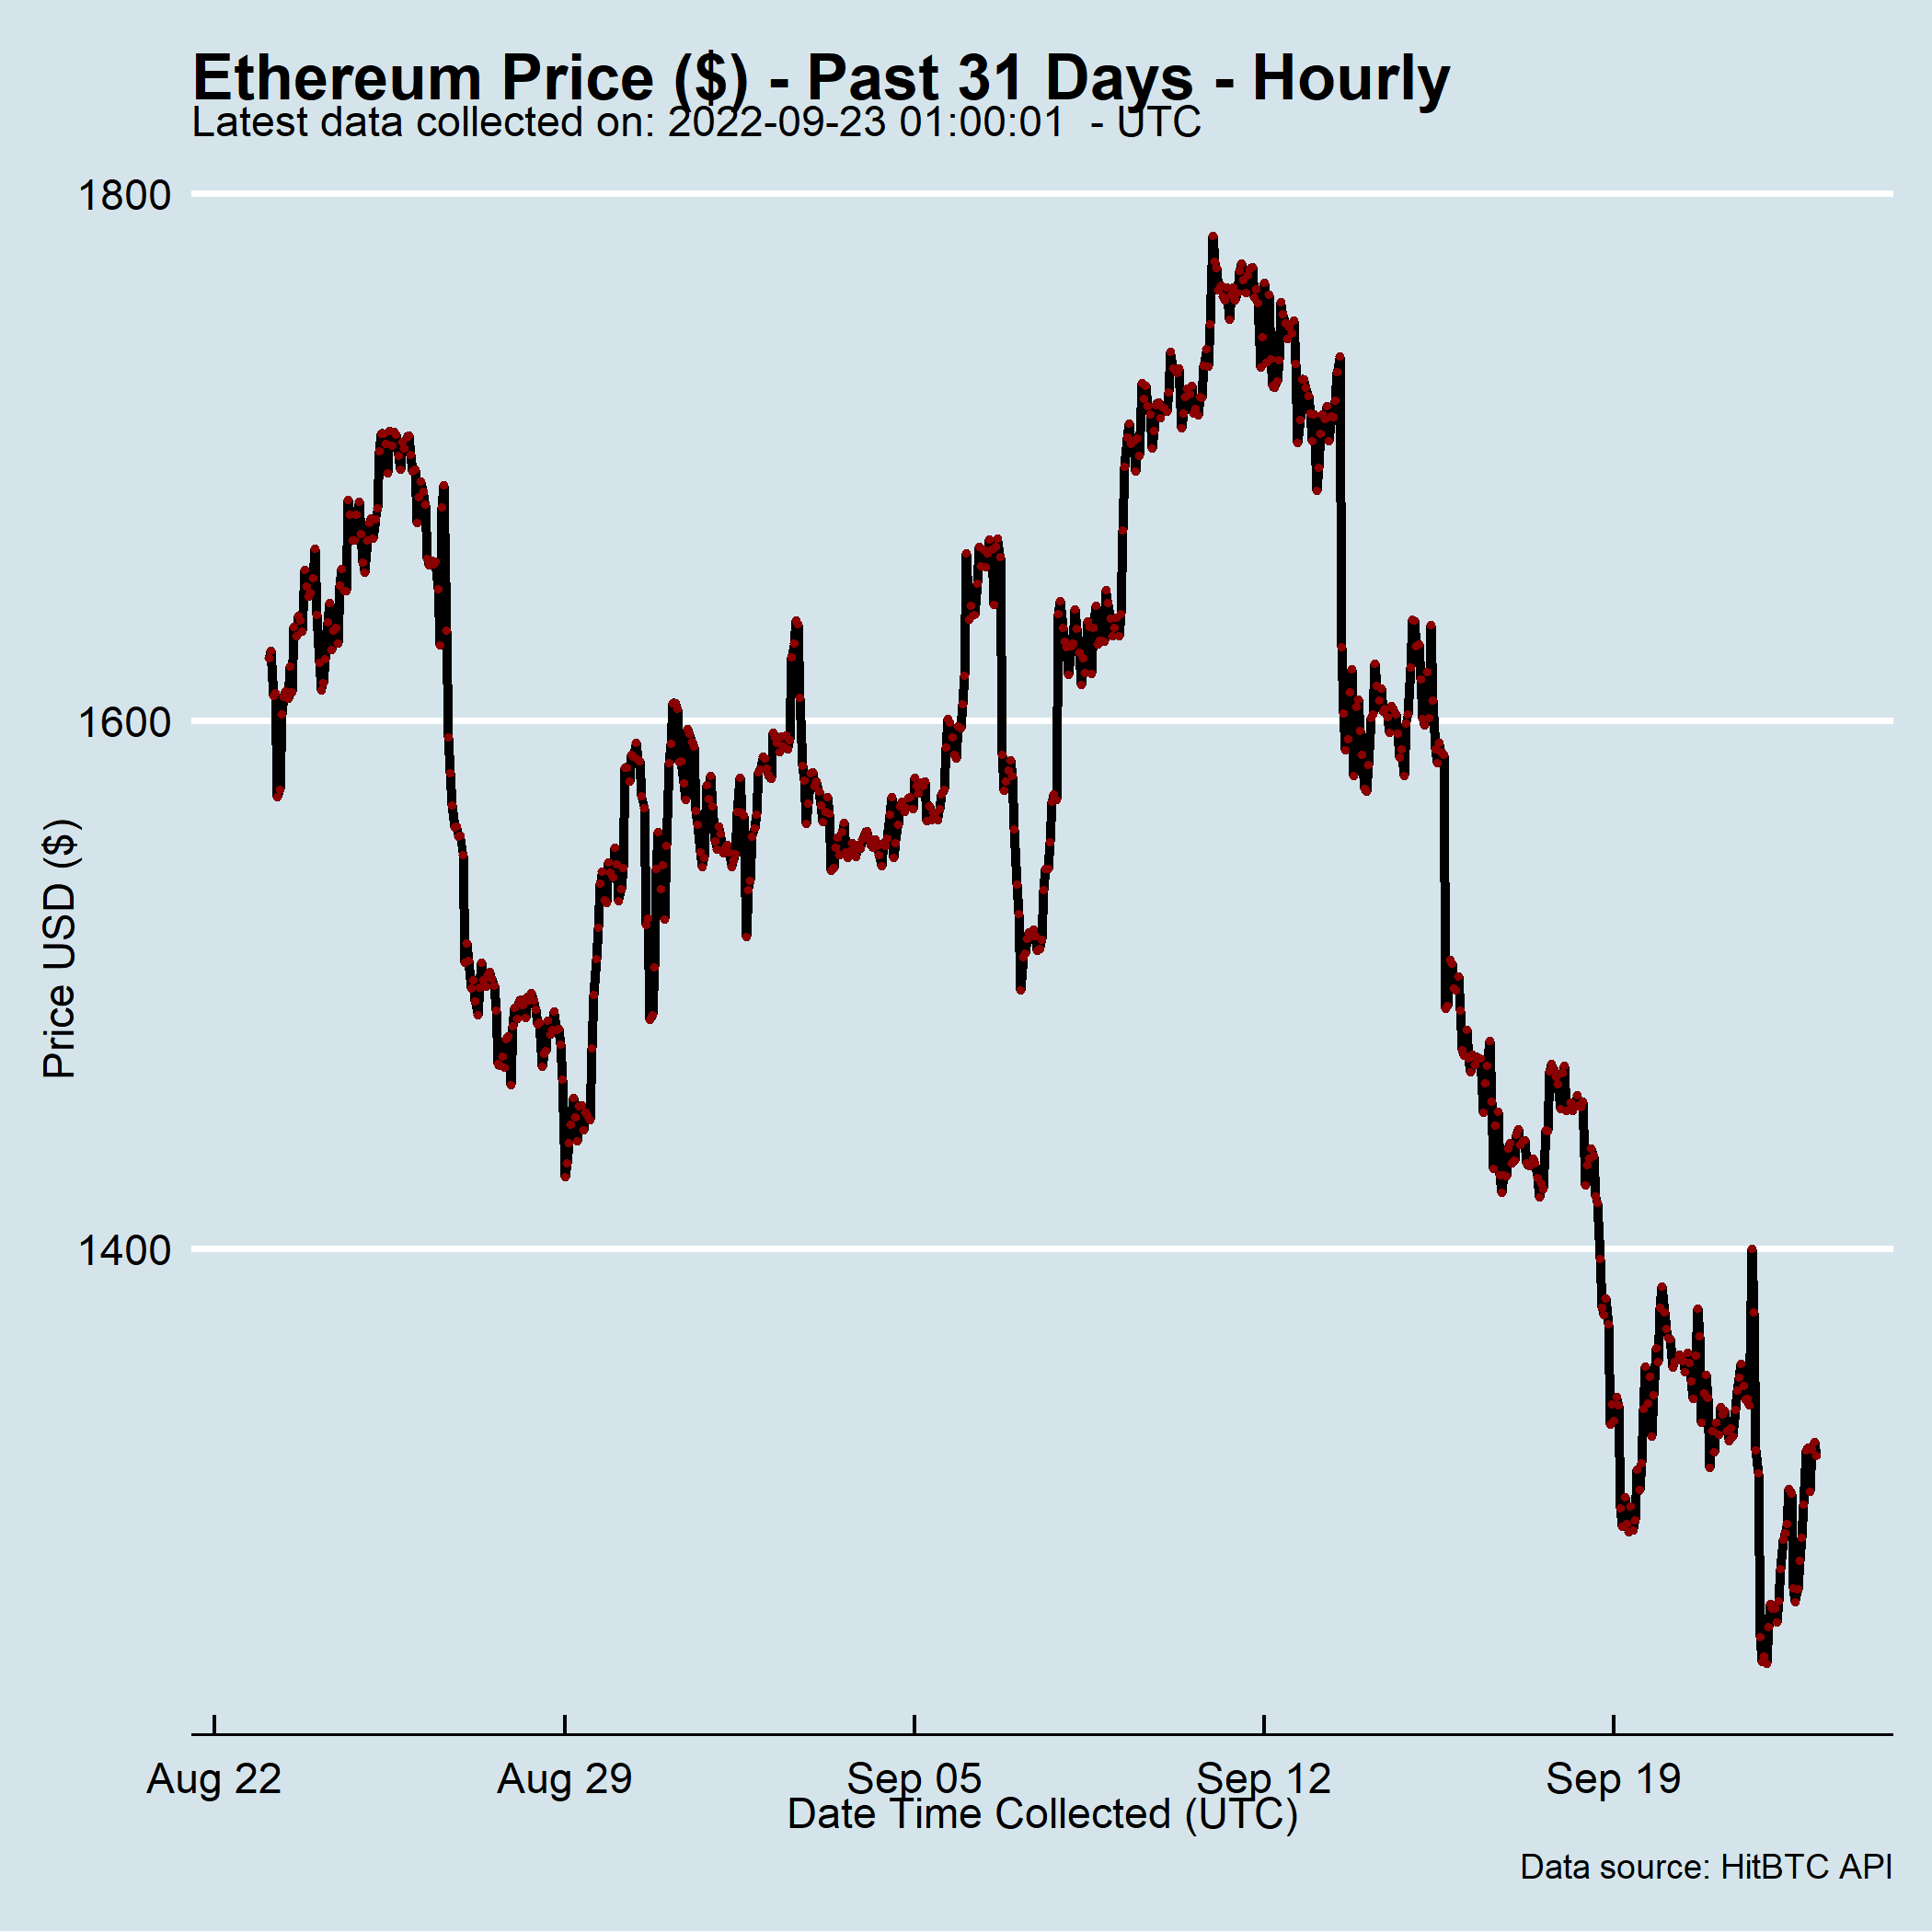 Ethereum Price ($) - Past 31 Days - Hourly
Latest data collected on: 2022-09-23 01:00:01  - UTC
1800
1600
1400
Price USD ($)
Aug 22
Aug 29
Sep 05
Sep 12
Sep 19
Date Time Collected (UTC)
Data source: HitBTC API